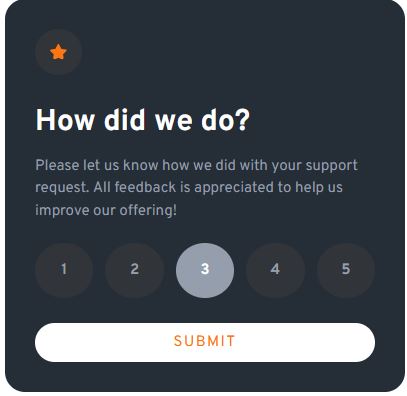 How did we do?
Please let us know how we did with your support
request. All feedback is appreciated to help us
improve our offering!
1 2 3 4 5
SUBMIT